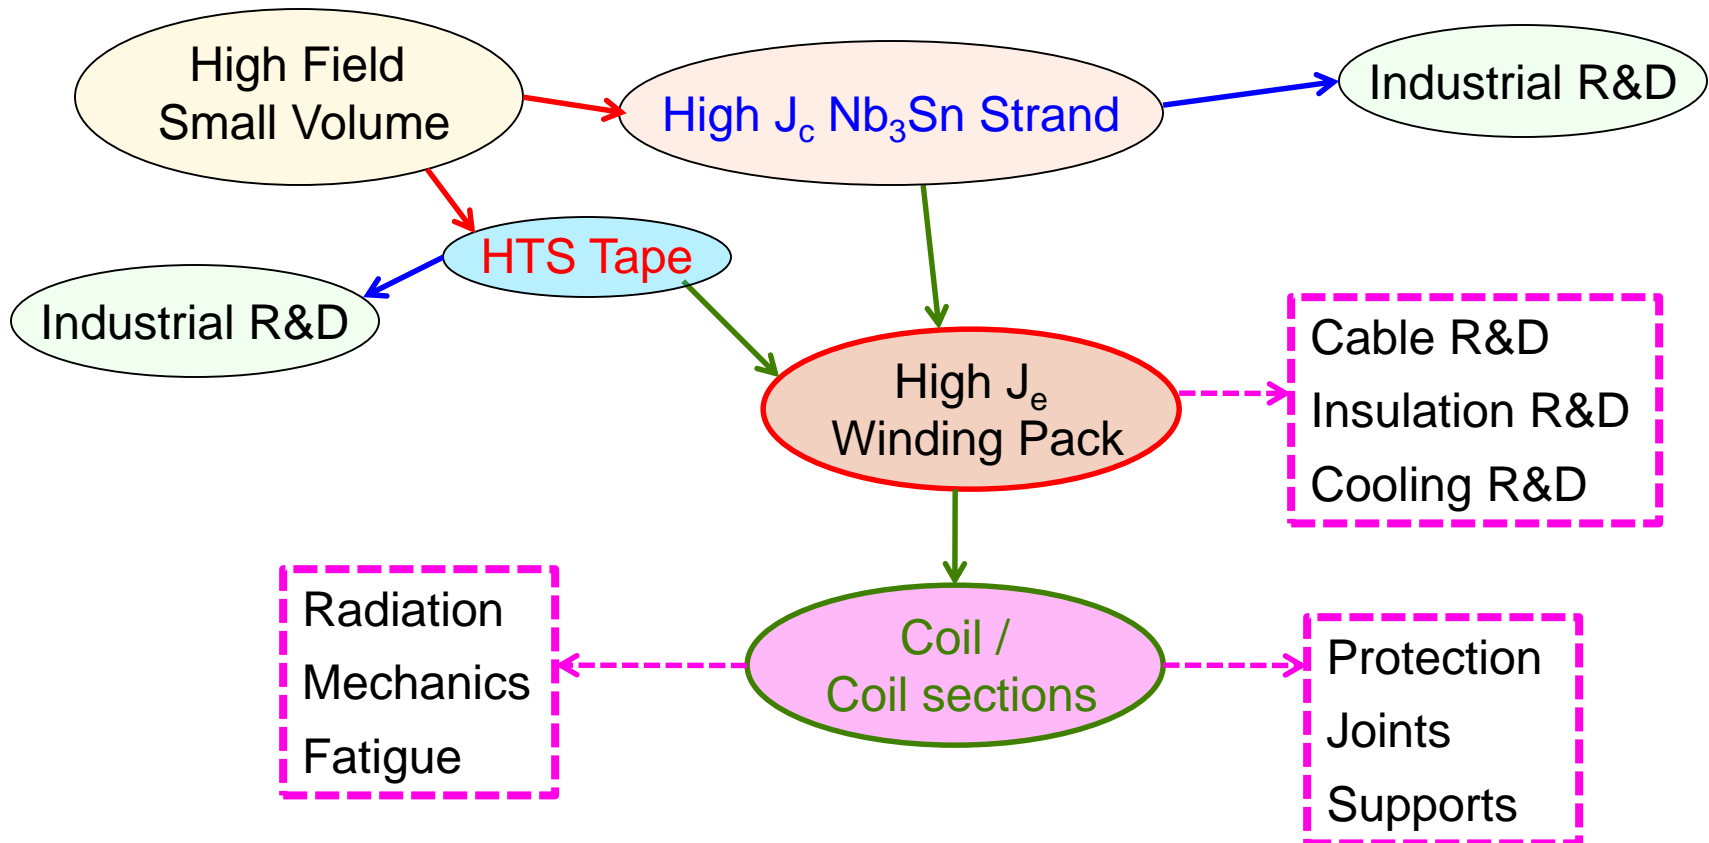 High Field
Small Volume
High Jc Nb3Sn Strand
Industrial R&D
HTS Tape
Industrial R&D
High Je
Winding Pack
Cable R&D
Insulation R&D
Cooling R&D
Radiation
Mechanics
Fatigue
Coil /
Coil sections
Protection
Joints
Supports